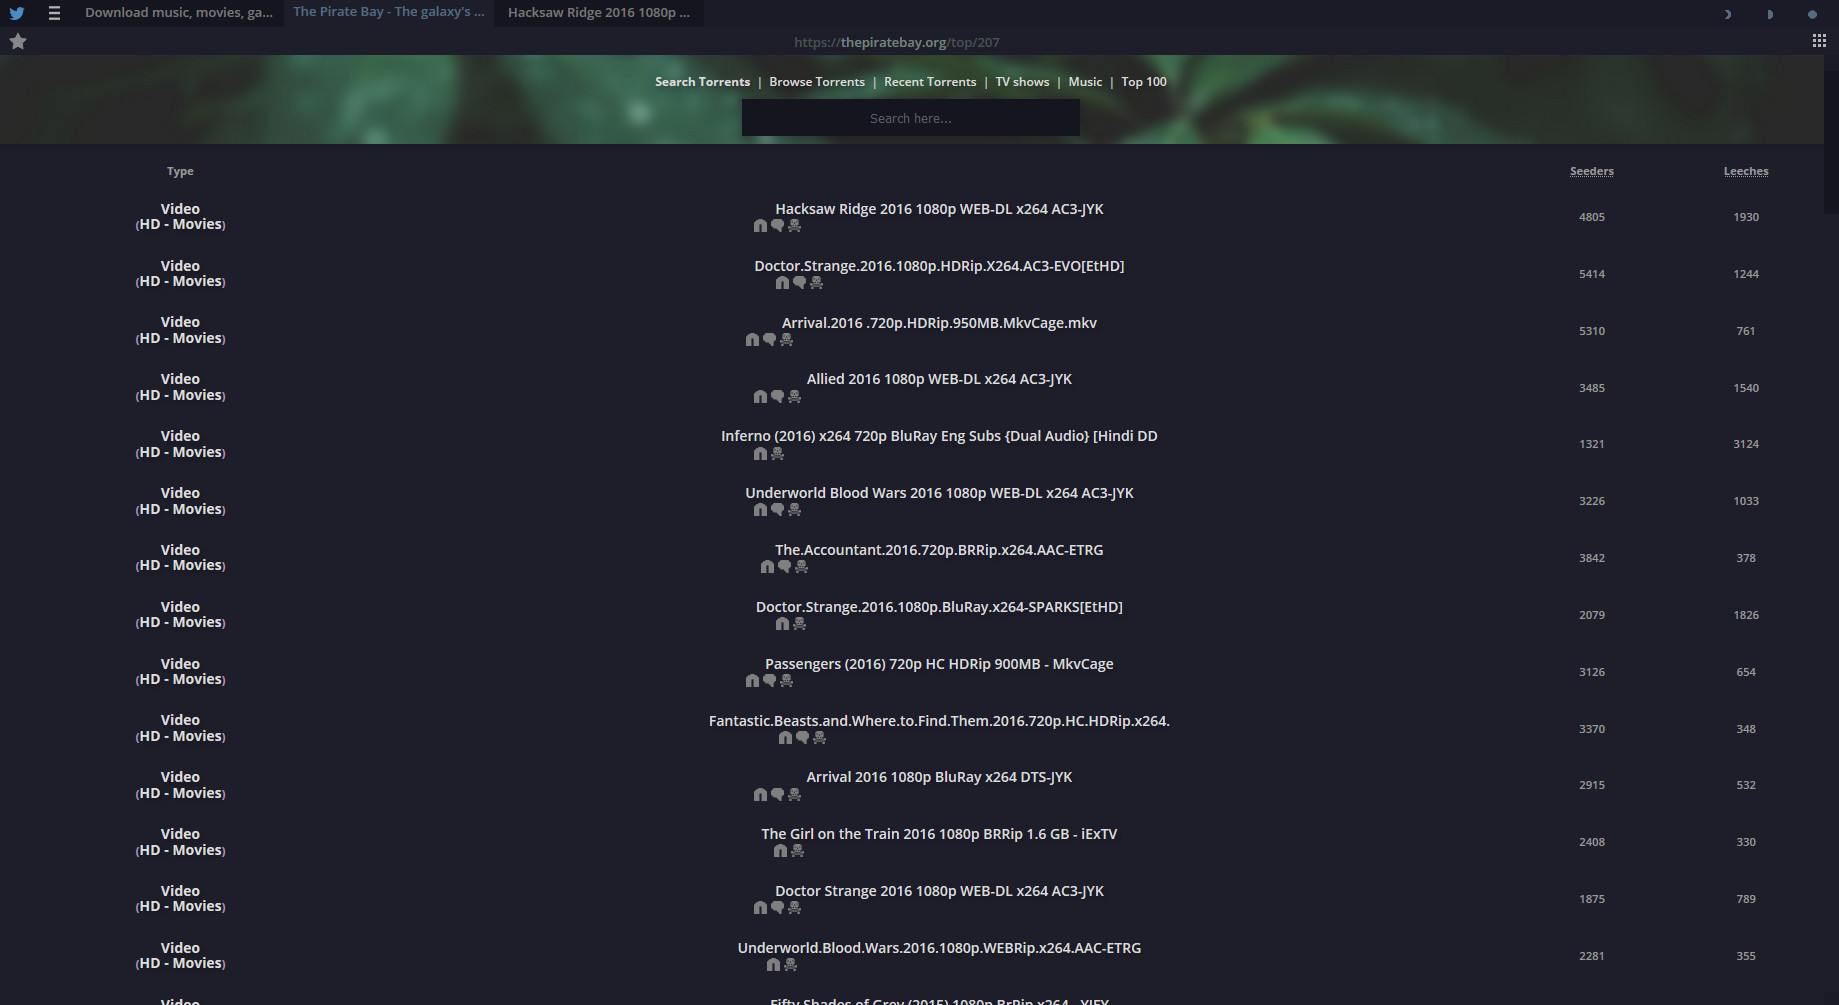 Download music, movies, ga...
The Pirate Bay - The galaxy's ...
Hacksaw Ridge 2016 1080p ...
https://thepiratebay.org/top/207
Search Torrents | Browse Torrents | Recent Torrents | TV shows | Music | Top 100
Search here...
Type Seeders Leeches
Video
(HD - Movies)
Hacksaw Ridge 2016 1080p WEB-DL x264 AC3-JYK
4805 1930
Video
(HD - Movies)
Doctor.Strange.2016.1080p.HDRip.X264.AC3-EVO[EtHD]
5414 1244
Video
(HD - Movies)
Arrival.2016 .720p.HDRip.950MB.MkvCage.mkv
5310 761
Video
(HD - Movies)
Allied 2016 1080p WEB-DL x264 AC3-JYK
3485 1540
Video
(HD - Movies)
Inferno (2016) x264 720p BluRay Eng Subs {Dual Audio} [Hindi DD
1321 3124
Video
(HD - Movies)
Underworld Blood Wars 2016 1080p WEB-DL x264 AC3-JYK
3226 1033
Video
(HD - Movies)
The.Accountant.2016.720p.BRRip.x264.AAC-ETRG
3842 378
Video
(HD - Movies)
Doctor.Strange.2016.1080p.BluRay.x264-SPARKS[EtHD]
2079 1826
Video
(HD - Movies)
Passengers (2016) 720p HC HDRip 900MB - MkvCage
3126 654
Video
(HD - Movies)
Fantastic.Beasts.and.Where.to.Find.Them.2016.720p.HC.HDRip.x264.
3370 348
Video
(HD - Movies)
Arrival 2016 1080p BluRay x264 DTS-JYK
2915 532
Video
(HD - Movies)
The Girl on the Train 2016 1080p BRRip 1.6 GB - iExTV
2408 330
Video
(HD - Movies)
Doctor Strange 2016 1080p WEB-DL x264 AC3-JYK
1875 789
Video
(HD - Movies)
Underworld.Blood.Wars.2016.1080p.WEBRip.x264.AAC-ETRG
2281 355
Video
Fifty Shades of Grey (2015) 1080p BrRip x264 - YIFY